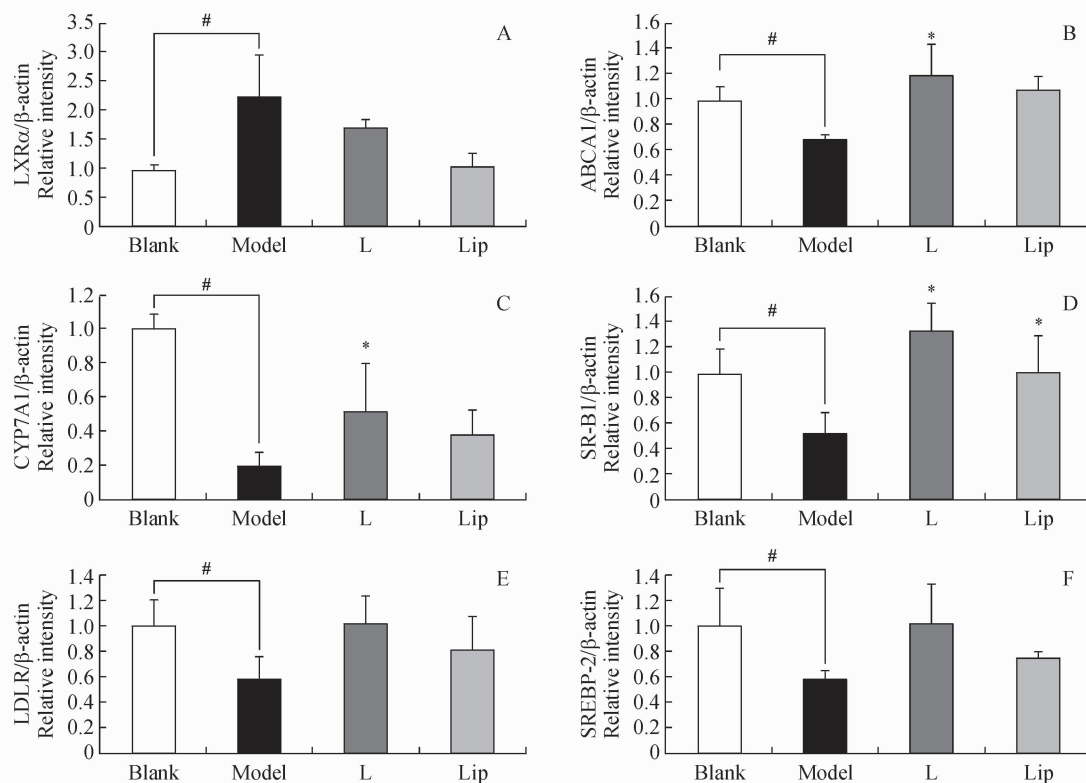 3.5
3.0
2.5
2.0
1.5
1.0
0.5
0
LXRα/β-actin
Relative intensity
#
A
Blank Model L Lip
1.6
1.4
1.2
1.0
0.8
0.6
0.4
0.2
0
ABCA1/β-actin
Relative intensity
#
*
B
Blank Model L Lip
1.2
1.0
0.8
0.6
0.4
0.2
0
CYP7A1/β-actin
Relative intensity
#
*
C
Blank Model L Lip
1.6
1.4
1.2
1.0
0.8
0.6
0.4
0.2
0
SR-B1/β-actin
Relative intensity
#
*
*
D
Blank Model L Lip
1.4
1.2
1.0
0.8
0.6
0.4
0.2
0
LDLR/β-actin
Relative intensity
#
E
Blank Model L Lip
1.4
1.2
1.0
0.8
0.6
0.4
0.2
0
SREBP-2/β-actin
Relative intensity
#
F
Blank Model L Lip